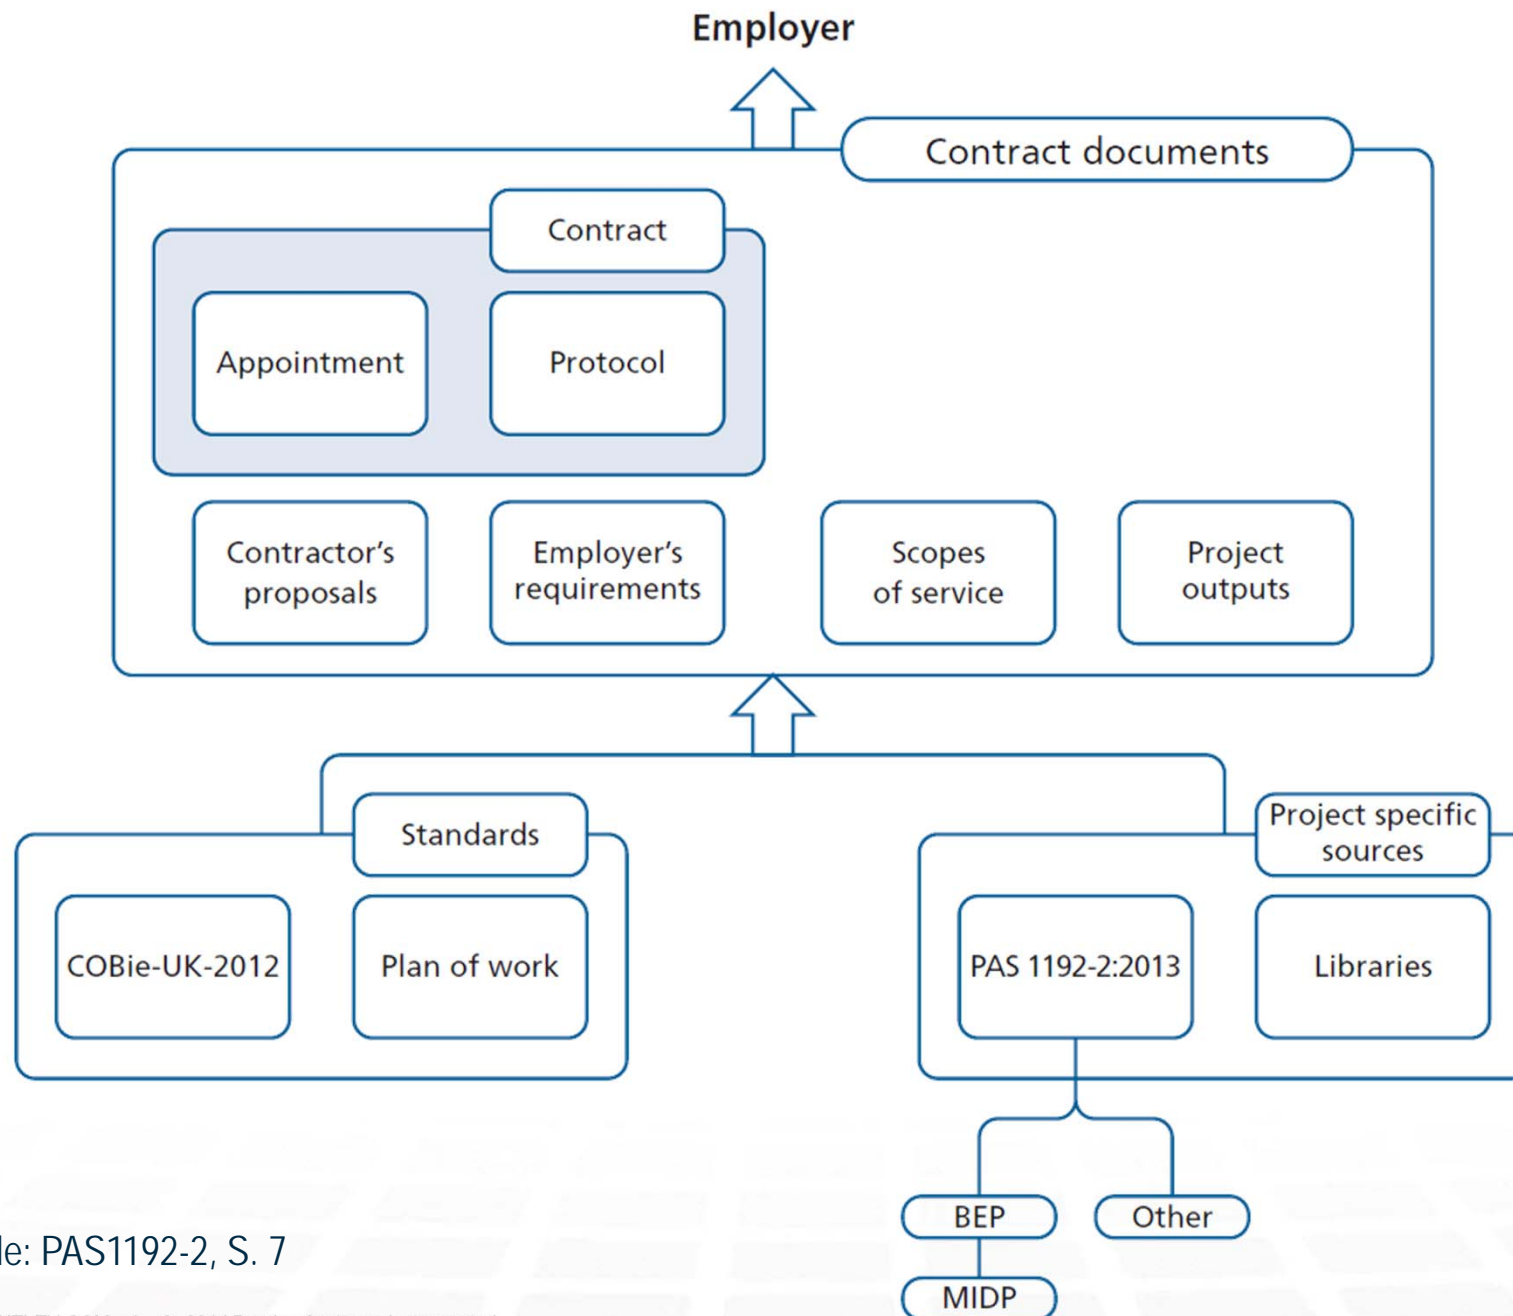 Employer
Contract documents
Contract
Appointment
Protocol
Contractor’s
proposals
Employer’s
requirements
Scopes
of service
Project
outputs
Standards
COBie-UK-2012
Plan of work
Project specific
sources
PAS 1192-2:2013
Libraries
BEP
Other
MIDP
le: PAS1192-2, S. 7